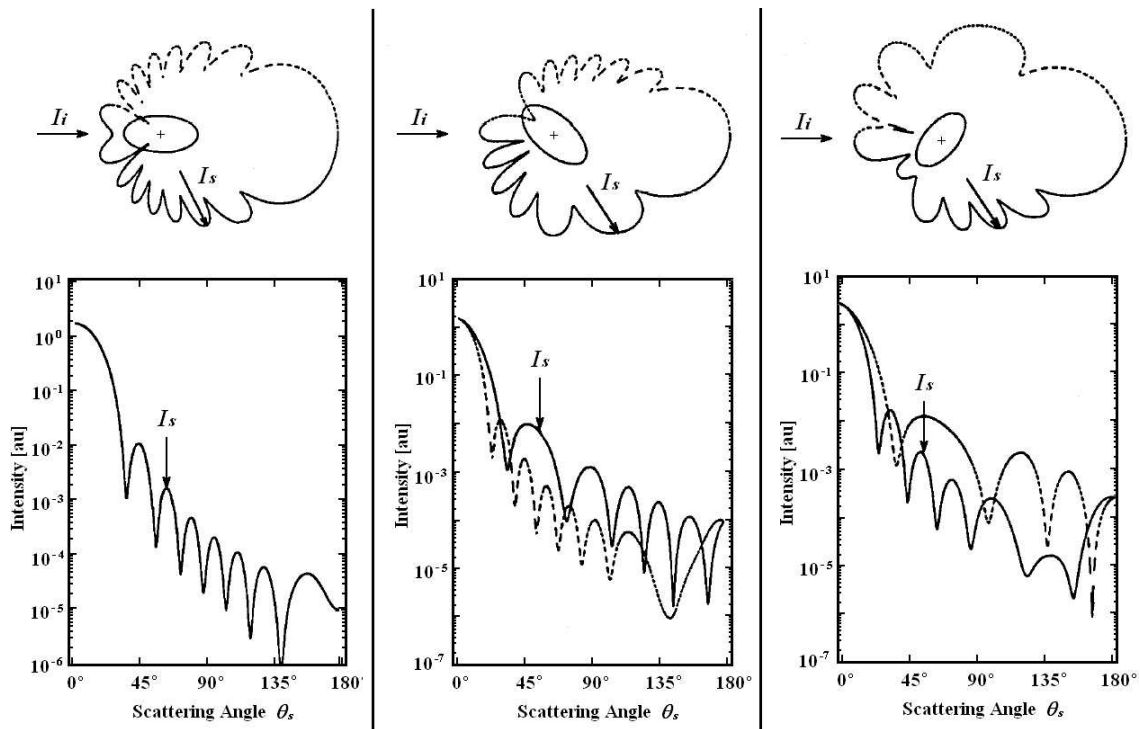 Ii
Is
Ii
Is
Ii
Is
Intensity [au]
10¹
10⁰
10⁻¹
10⁻²
10⁻³
10⁻⁴
10⁻⁵
10⁻⁶
Is
0° 45° 90° 135° 180°
Scattering Angle θs
Intensity [au]
10¹
10⁻¹
10⁻³
10⁻⁵
10⁻⁷
Is
0° 45° 90° 135° 180°
Scattering Angle θs
Intensity [au]
10¹
10⁻¹
10⁻³
10⁻⁵
10⁻⁷
Is
0° 45° 90° 135° 180°
Scattering Angle θs